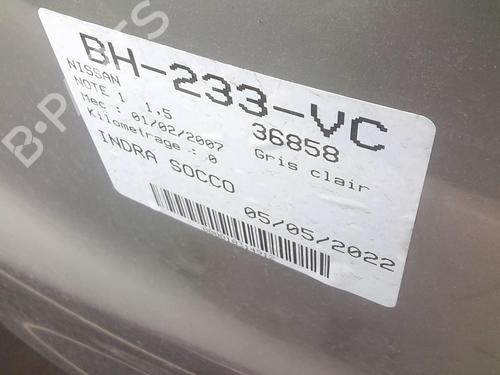 BH-233-VC
NISSAN
NOTE 1 1.5 36858
Mec : 01/02/2007 Gris clair
Kilometrage : 0
INDRA SOCCO 05/05/2022
B-PARTS